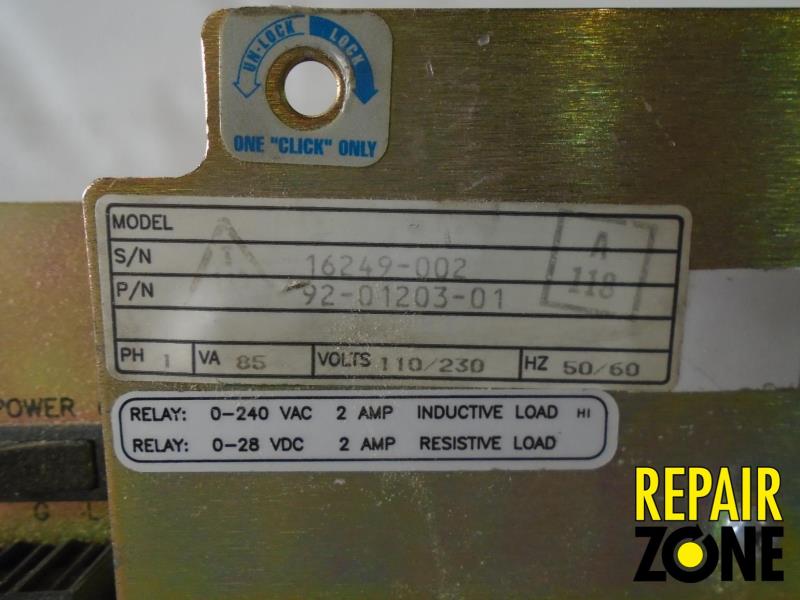 UN-LOCK LOCK
ONE "CLICK" ONLY
MODEL
S/N 16249-002
P/N 92-01203-01
A
118
PH 1 VA 85 VOLTS 110/230 HZ 50/60
POWER
RELAY: 0-240 VAC 2 AMP INDUCTIVE LOAD HI
RELAY: 0-28 VDC 2 AMP RESISTIVE LOAD
G L
REPAIR
ZONE